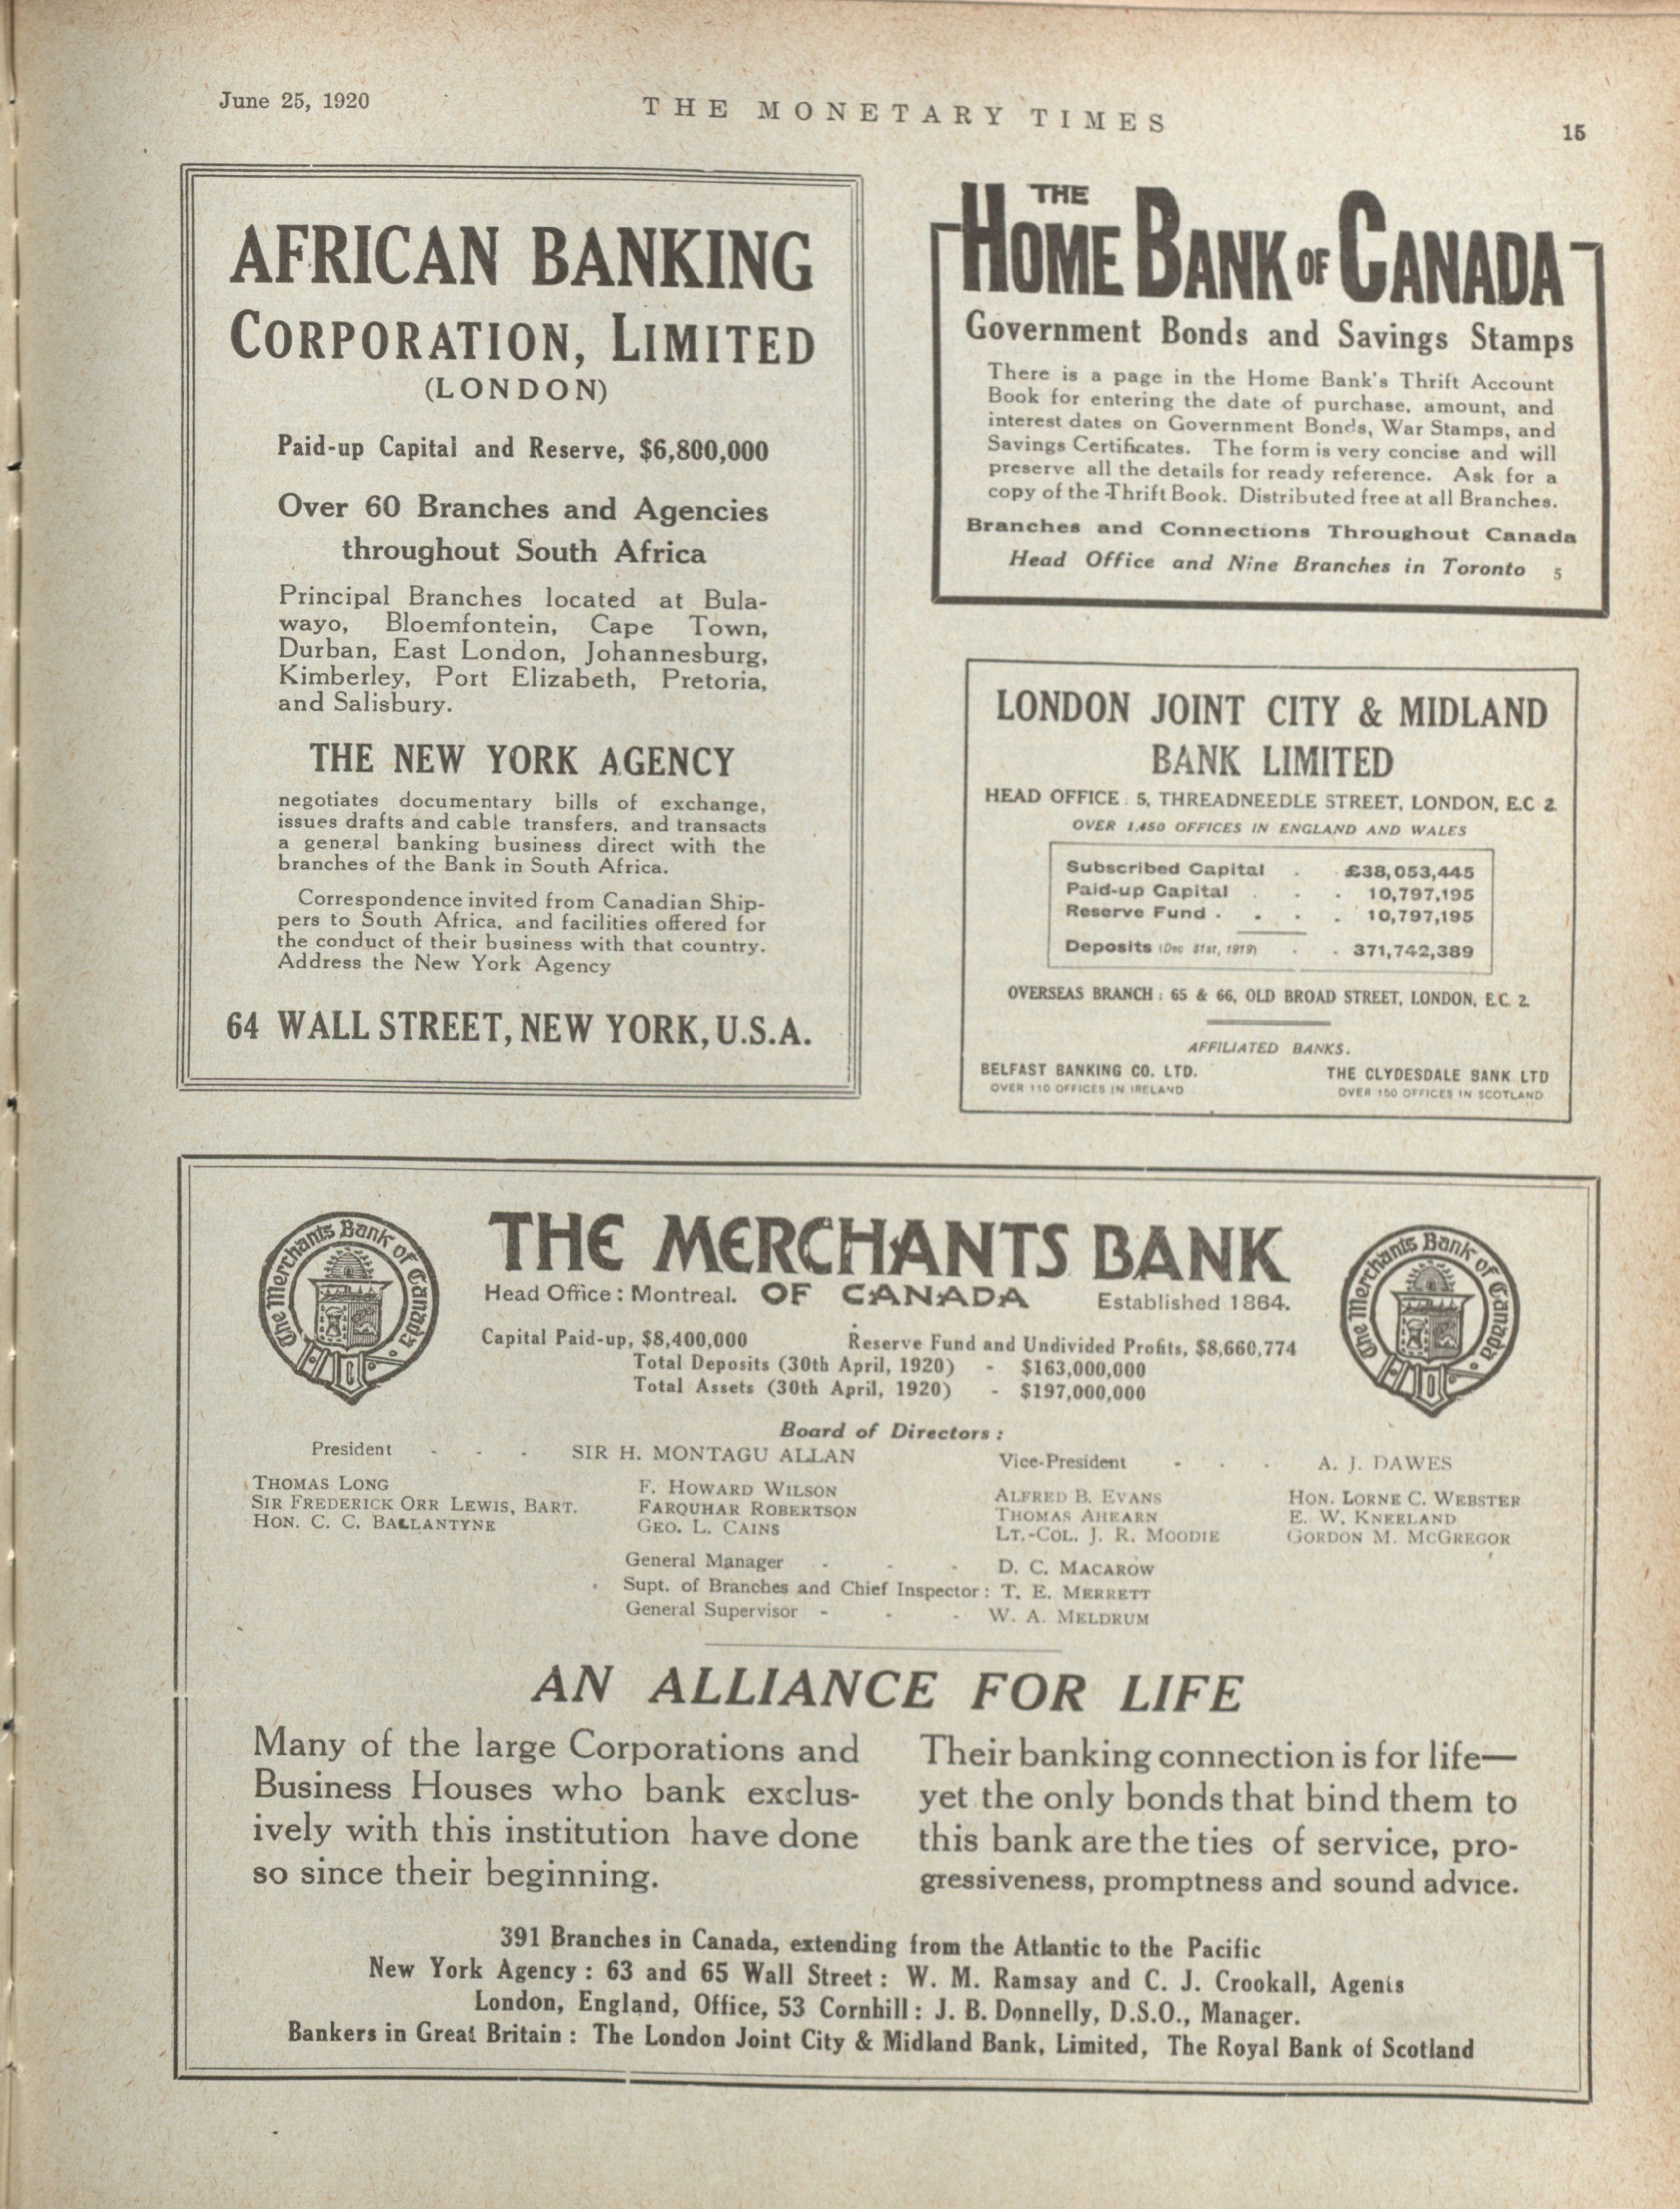 June 25, 1920
THE MONETARY TIMES
15
AFRICAN BANKING
CORPORATION, LIMITED
(LONDON)
Paid-up Capital and Reserve, $6,800,000
Over 60 Branches and Agencies
throughout South Africa
Principal Branches located at Bula-
wayo, Bloemfontein, Cape Town,
Durban, East London, Johannesburg,
Kimberley, Port Elizabeth, Pretoria,
and Salisbury.
THE NEW YORK AGENCY
negotiates documentary bills of exchange,
issues drafts and cable transfers, and transacts
a general banking business direct with the
branches of the Bank in South Africa.
Correspondence invited from Canadian Ship-
pers to South Africa, and facilities offered for
the conduct of their business with that country.
Address the New York Agency
64 WALL STREET, NEW YORK, U.S.A.
THE
HOME BANK OF CANADA
Government Bonds and Savings Stamps
There is a page in the Home Bank's Thrift Account
Book for entering the date of purchase, amount, and
interest dates on Government Bonds, War Stamps, and
Savings Certificates. The form is very concise and will
preserve all the details for ready reference. Ask for a
copy of the Thrift Book. Distributed free at all Branches.
Branches and Connections Throughout Canada
Head Office and Nine Branches in Toronto 5
LONDON JOINT CITY & MIDLAND
BANK LIMITED
HEAD OFFICE: 5, THREADNEEDLE STREET, LONDON, E.C 2
OVER 1,450 OFFICES IN ENGLAND AND WALES
Subscribed Capital . . £38,053,445
Paid-up Capital . . . 10,797,195
Reserve Fund . . . . 10,797,195
Deposits (Dec 31st, 1919) . . 371,742,389
OVERSEAS BRANCH: 65 & 66, OLD BROAD STREET, LONDON, E.C. 2.
AFFILIATED BANKS.
BELFAST BANKING CO. LTD.
OVER 110 OFFICES IN IRELAND
THE CLYDESDALE BANK LTD
OVER 150 OFFICES IN SCOTLAND
The Merchants Bank of Canada
THE MERCHANTS BANK
Head Office: Montreal. OF CANADA Established 1864.
The Merchants Bank of Canada
Capital Paid-up, $8,400,000 Reserve Fund and Undivided Profits, $8,660,774
Total Deposits (30th April, 1920) - $163,000,000
Total Assets (30th April, 1920) - $197,000,000
Board of Directors:
President - - - SIR H. MONTAGU ALLAN Vice-President - - - A. J. DAWES
THOMAS LONG F. HOWARD WILSON ALFRED B. EVANS HON. LORNE C. WEBSTER
SIR FREDERICK ORR LEWIS, BART. FARQUHAR ROBERTSON THOMAS AHEARN E. W. KNEELAND
HON. C. C. BALLANTYNE GEO. L. CAINS LT.-COL. J. R. MOODIE GORDON M. McGREGOR
General Manager - - - D. C. MACAROW
Supt. of Branches and Chief Inspector: T. E. MERRETT
General Supervisor - - - W. A. MELDRUM
AN ALLIANCE FOR LIFE
Many of the large Corporations and
Business Houses who bank exclus-
ively with this institution have done
so since their beginning.
Their banking connection is for life—
yet the only bonds that bind them to
this bank are the ties of service, pro-
gressiveness, promptness and sound advice.
391 Branches in Canada, extending from the Atlantic to the Pacific
New York Agency: 63 and 65 Wall Street: W. M. Ramsay and C. J. Crookall, Agents
London, England, Office, 53 Cornhill: J. B. Donnelly, D.S.O., Manager.
Bankers in Great Britain: The London Joint City & Midland Bank, Limited, The Royal Bank of Scotland